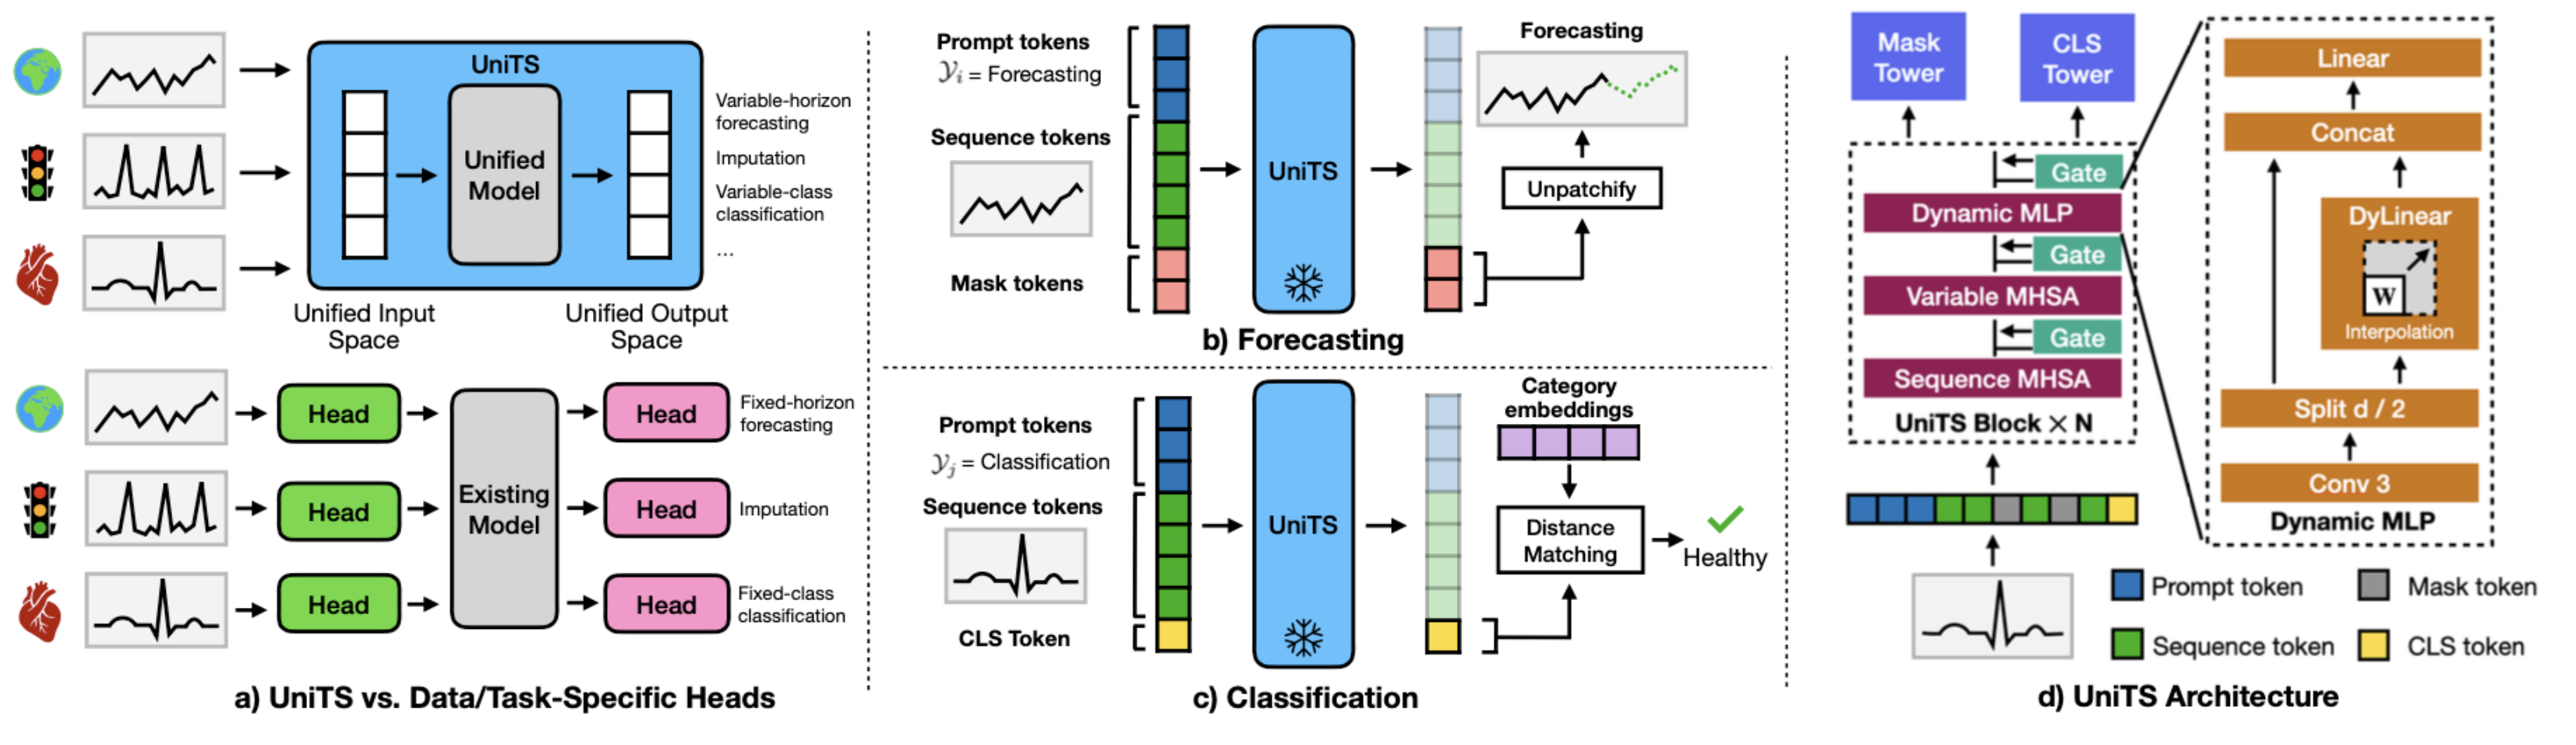 UniTS
Unified
Model
Variable-horizon
forecasting
Imputation
Variable-class
classification
...
Unified Input
Space
Unified Output
Space
Head
Head
Fixed-horizon
forecasting
Head
Existing
Model
Head
Imputation
Head
Head
Fixed-class
classification
a) UniTS vs. Data/Task-Specific Heads
Prompt tokens
𝒴i = Forecasting
Sequence tokens
Mask tokens
UniTS
Forecasting
Unpatchify
b) Forecasting
Prompt tokens
𝒴j = Classification
Sequence tokens
CLS Token
UniTS
Category
embeddings
Distance
Matching
Healthy
c) Classification
Mask
Tower
CLS
Tower
Gate
Dynamic MLP
Gate
Variable MHSA
Gate
Sequence MHSA
UniTS Block × N
Linear
Concat
DyLinear
W
Interpolation
Split d / 2
Conv 3
Dynamic MLP
Prompt token
Mask token
Sequence token
CLS token
d) UniTS Architecture